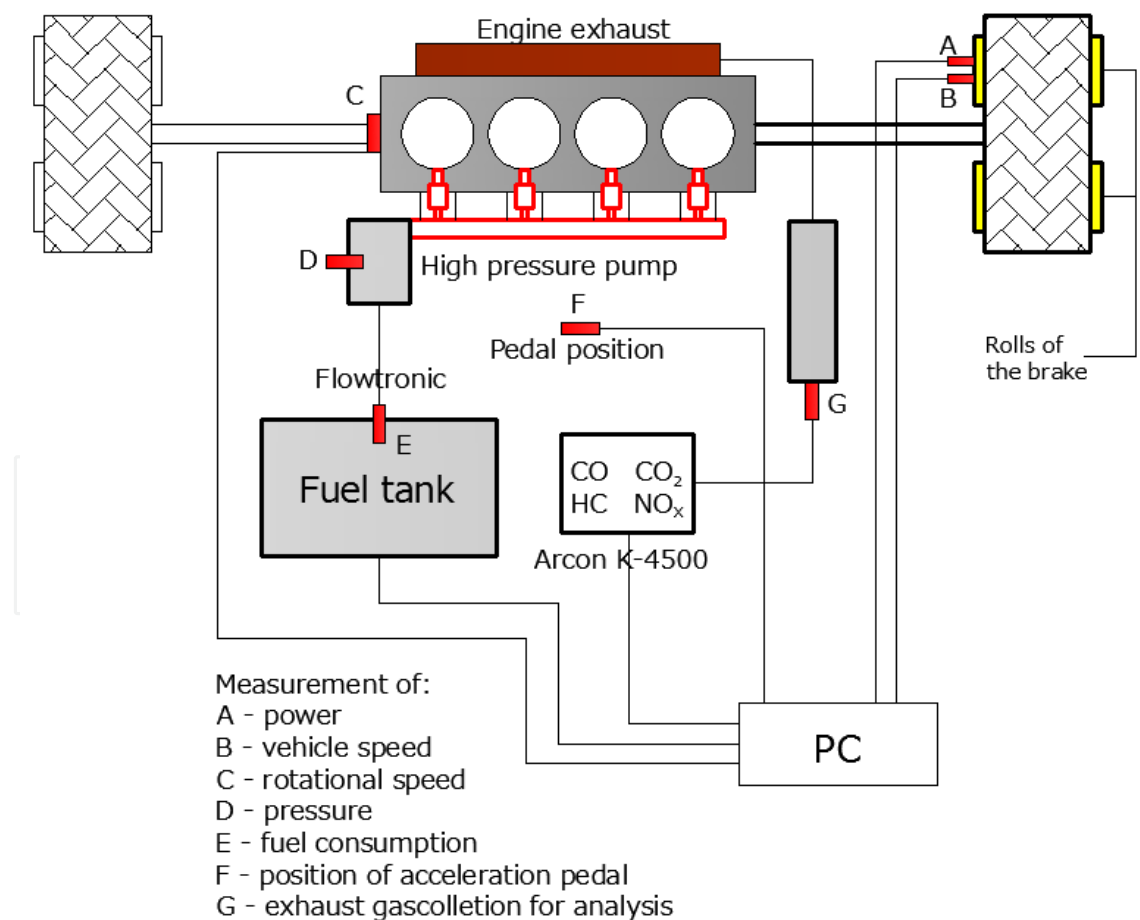 Engine exhaust
A
B
C
D
High pressure pump
F
Pedal position
Rolls of
the brake
Flowtronic
E
G
Fuel tank
CO CO₂
HC NOₓ
Arcon K-4500
PC
Measurement of:
A - power
B - vehicle speed
C - rotational speed
D - pressure
E - fuel consumption
F - position of acceleration pedal
G - exhaust gascolletion for analysis